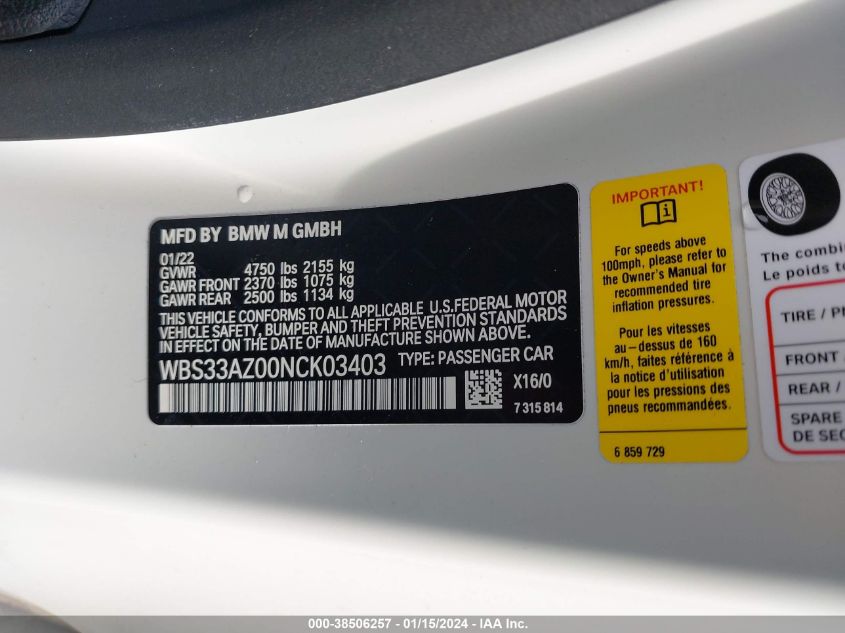 MFD BY BMW M GMBH
01/22
GVWR 4750 lbs 2155 kg
GAWR FRONT 2370 lbs 1075 kg
GAWR REAR 2500 lbs 1134 kg
THIS VEHICLE CONFORMS TO ALL APPLICABLE U.S.FEDERAL MOTOR
VEHICLE SAFETY, BUMPER AND THEFT PREVENTION STANDARDS
IN EFFECT ON THE DATE OF MANUFACTURE SHOWN ABOVE.
WBS33AZ00NCK03403 TYPE: PASSENGER CAR
X16/0
7 315 814
IMPORTANT!
For speeds above
100mph, please refer to
the Owner's Manual for
recommended tire
inflation pressures.
Pour les vitesses
au-dessus de 160
km/h, faites référence à
la notice d'utilisation
pour les pressions des
pneus recommandées.
6 859 729
The combin
Le poids to
TIRE / PN
FRONT
REAR /
SPARE
DE SEC
000-38506257 - 01/15/2024 - IAA Inc.